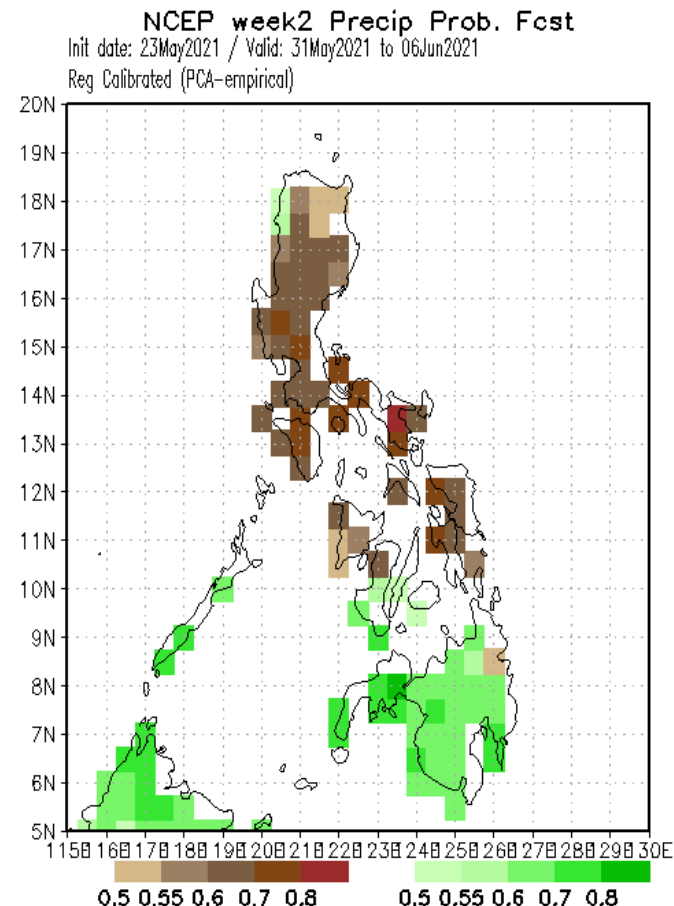 NCEP week2 Precip Prob. Fcst
Init date: 23May2021 / Valid: 31May2021 to 06Jun2021
Reg Calibrated (PCA-empirical)
20N
19N
18N
17N
16N
15N
14N
13N
12N
11N
10N
9N
8N
7N
6N
5N
115E 116E 117E 118E 119E 120E 121E 122E 123E 124E 125E 126E 127E 128E 129E 130E
0.5 0.55 0.6 0.7 0.8 0.5 0.55 0.6 0.7 0.8